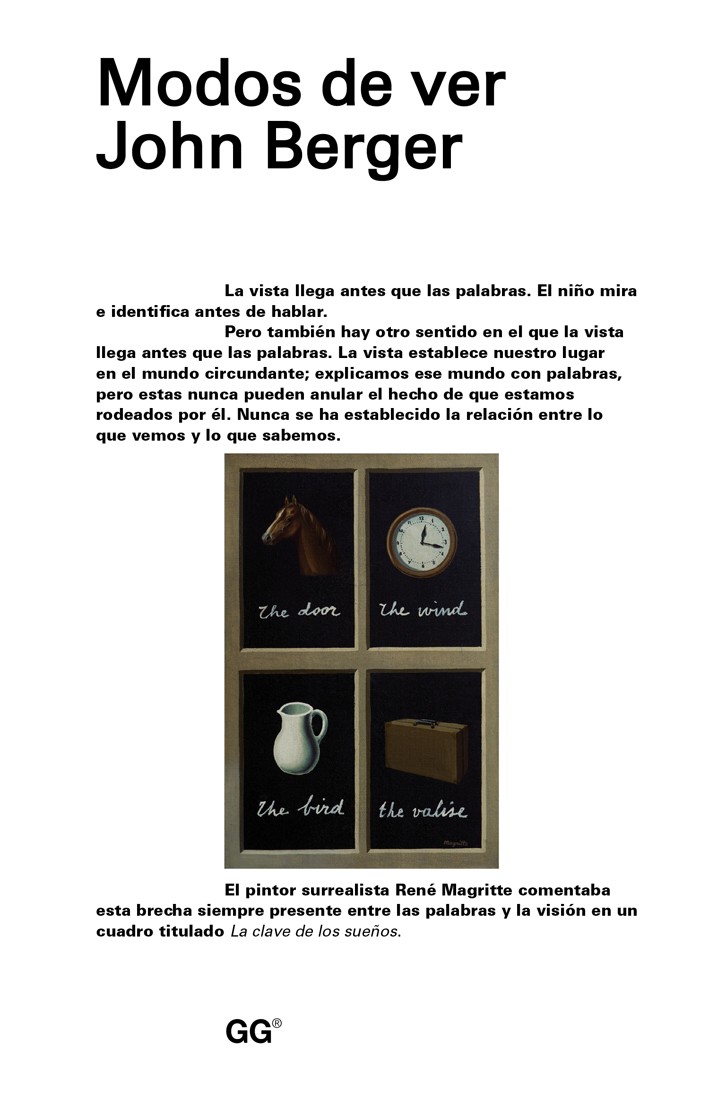 Modos de ver
John Berger
La vista llega antes que las palabras. El niño mira
e identifica antes de hablar.
Pero también hay otro sentido en el que la vista
llega antes que las palabras. La vista establece nuestro lugar
en el mundo circundante; explicamos ese mundo con palabras,
pero estas nunca pueden anular el hecho de que estamos
rodeados por él. Nunca se ha establecido la relación entre lo
que vemos y lo que sabemos.
The door
the wind
The bird
the valise
Magritte
El pintor surrealista René Magritte comentaba
esta brecha siempre presente entre las palabras y la visión en un
cuadro titulado La clave de los sueños.
GG®